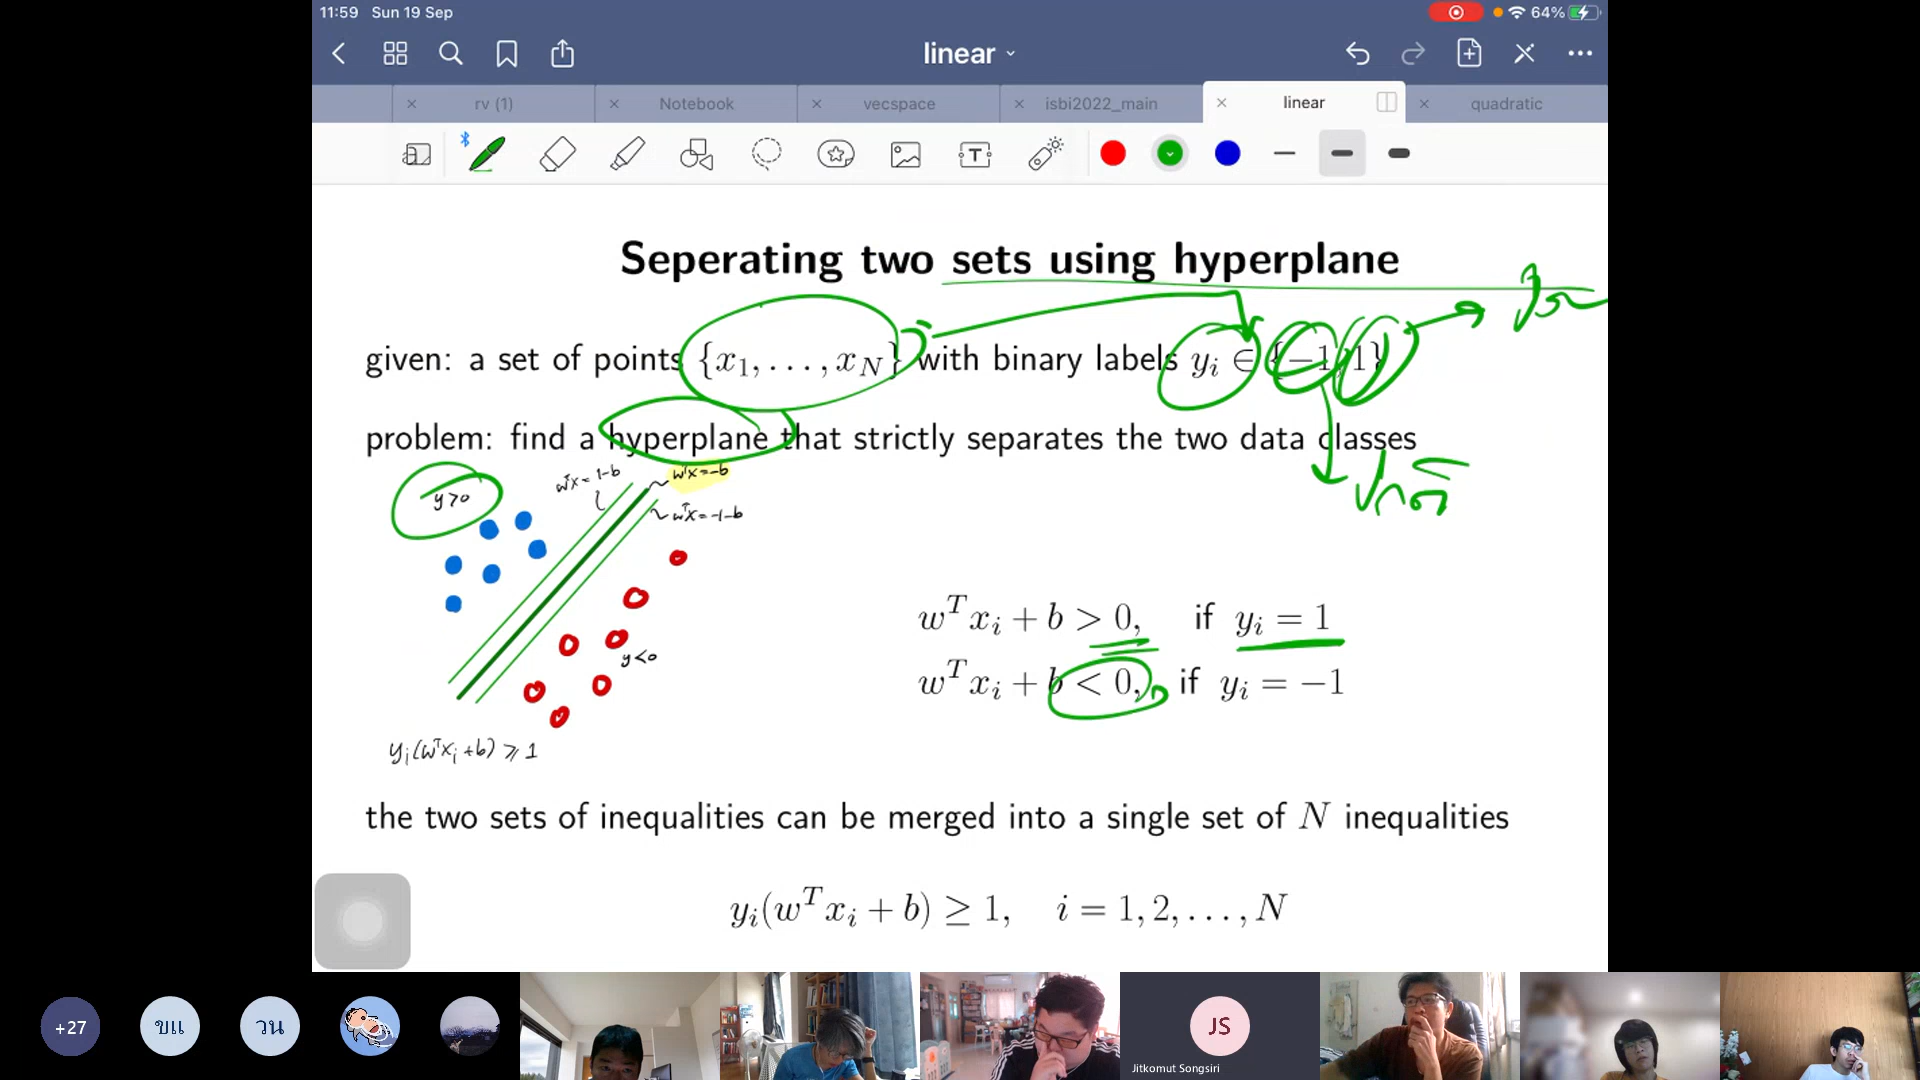 11:59 Sun 19 Sep
64%
linear
rv (1)
Notebook
vecspace
isbi2022_main
linear
quadratic
Seperating two sets using hyperplane
given: a set of points {x₁, . . . , x_N} with binary labels yᵢ ∈ {−1, 1}
problem: find a hyperplane that strictly separates the two data classes
y>0
wᵀx = 1-b
wᵀx = -b
wᵀx = -1-b
y<0
wᵀxᵢ + b > 0, if yᵢ = 1
wᵀxᵢ + b < 0, if yᵢ = −1
yᵢ(wᵀxᵢ + b) ⩾ 1
the two sets of inequalities can be merged into a single set of N inequalities
yᵢ(wᵀxᵢ + b) ≥ 1, i = 1, 2, . . . , N
+27
ขแ
วน
JS
Jitkomut Songsiri